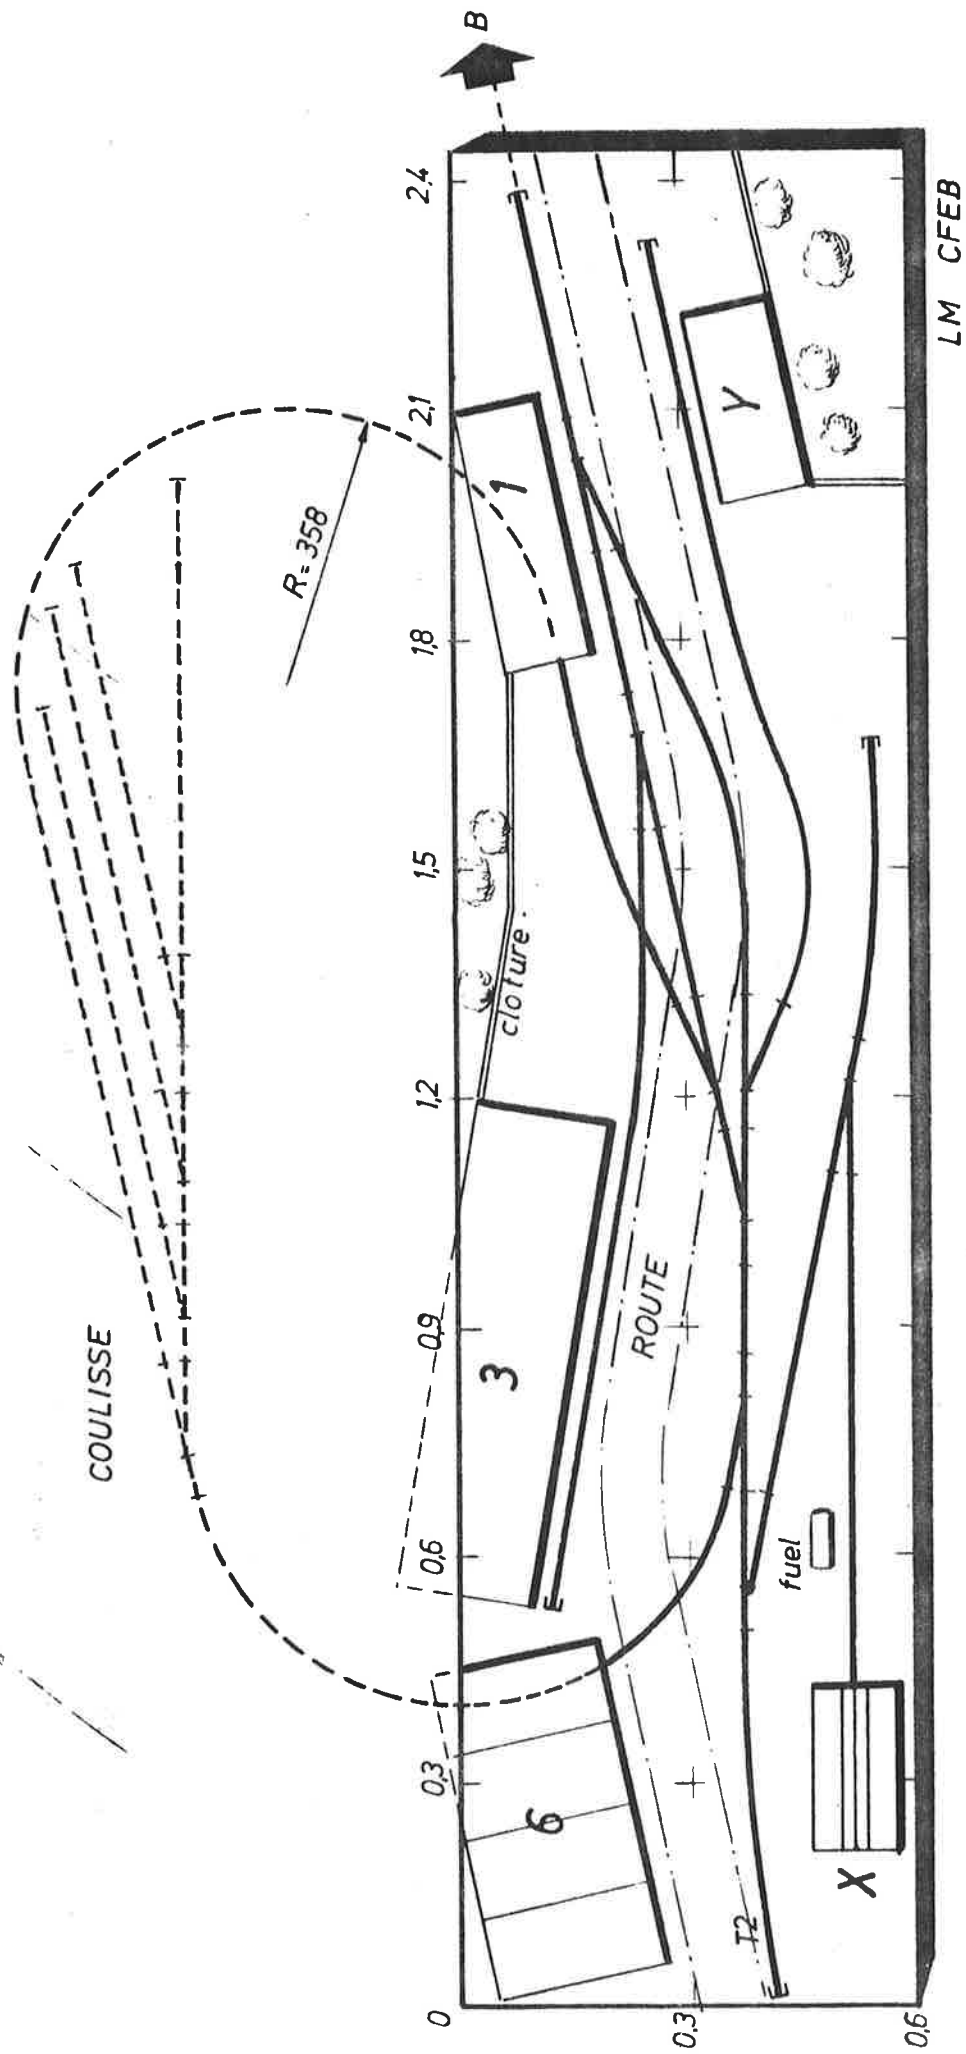 COULISSE
R=358
B
0
0,3
0,6
0,9
1,2
1,5
1,8
2,1
2,4
6
3
cloture.
1
ROUTE
0,3
T2
fuel
Y
0,6
X
LM CFEB